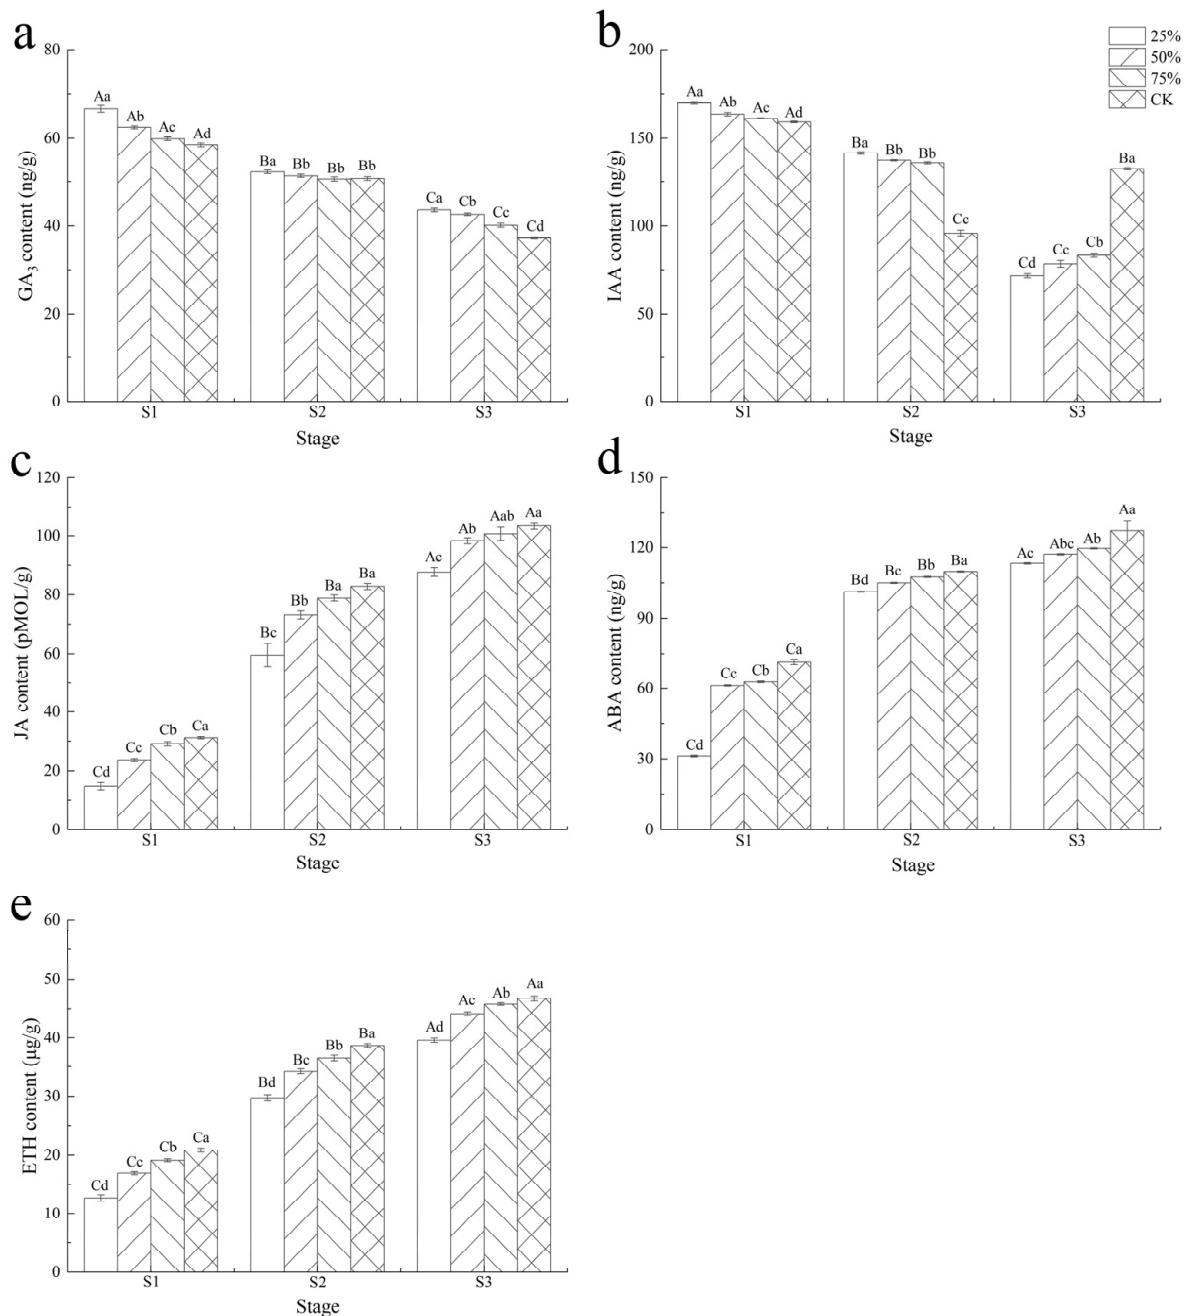 a
80
60
40
20
0
GA3 content (ng/g)
Aa Ab Ac Ad
Ba Bb Bb Bb
Ca Cb Cc Cd
S1 S2 S3
Stage
b
200
150
100
50
0
IAA content (ng/g)
Aa Ab Ac Ad
Ba Bb Bb Cc
Cd Cc Cb Ba
S1 S2 S3
Stage
25%
50%
75%
CK
c
120
100
80
60
40
20
0
JA content (pMOL/g)
Cd Cc Cb Ca
Bc Bb Ba Ba
Ac Ab Aab Aa
S1 S2 S3
Stage
d
150
120
90
60
30
0
ABA content (ng/g)
Cd Cc Cb Ca
Bd Bc Bb Ba
Ac Abc Ab Aa
S1 S2 S3
Stage
e
60
50
40
30
20
10
0
ETH content (μg/g)
Cd Cc Cb Ca
Bd Bc Bb Ba
Ad Ac Ab Aa
S1 S2 S3
Stage